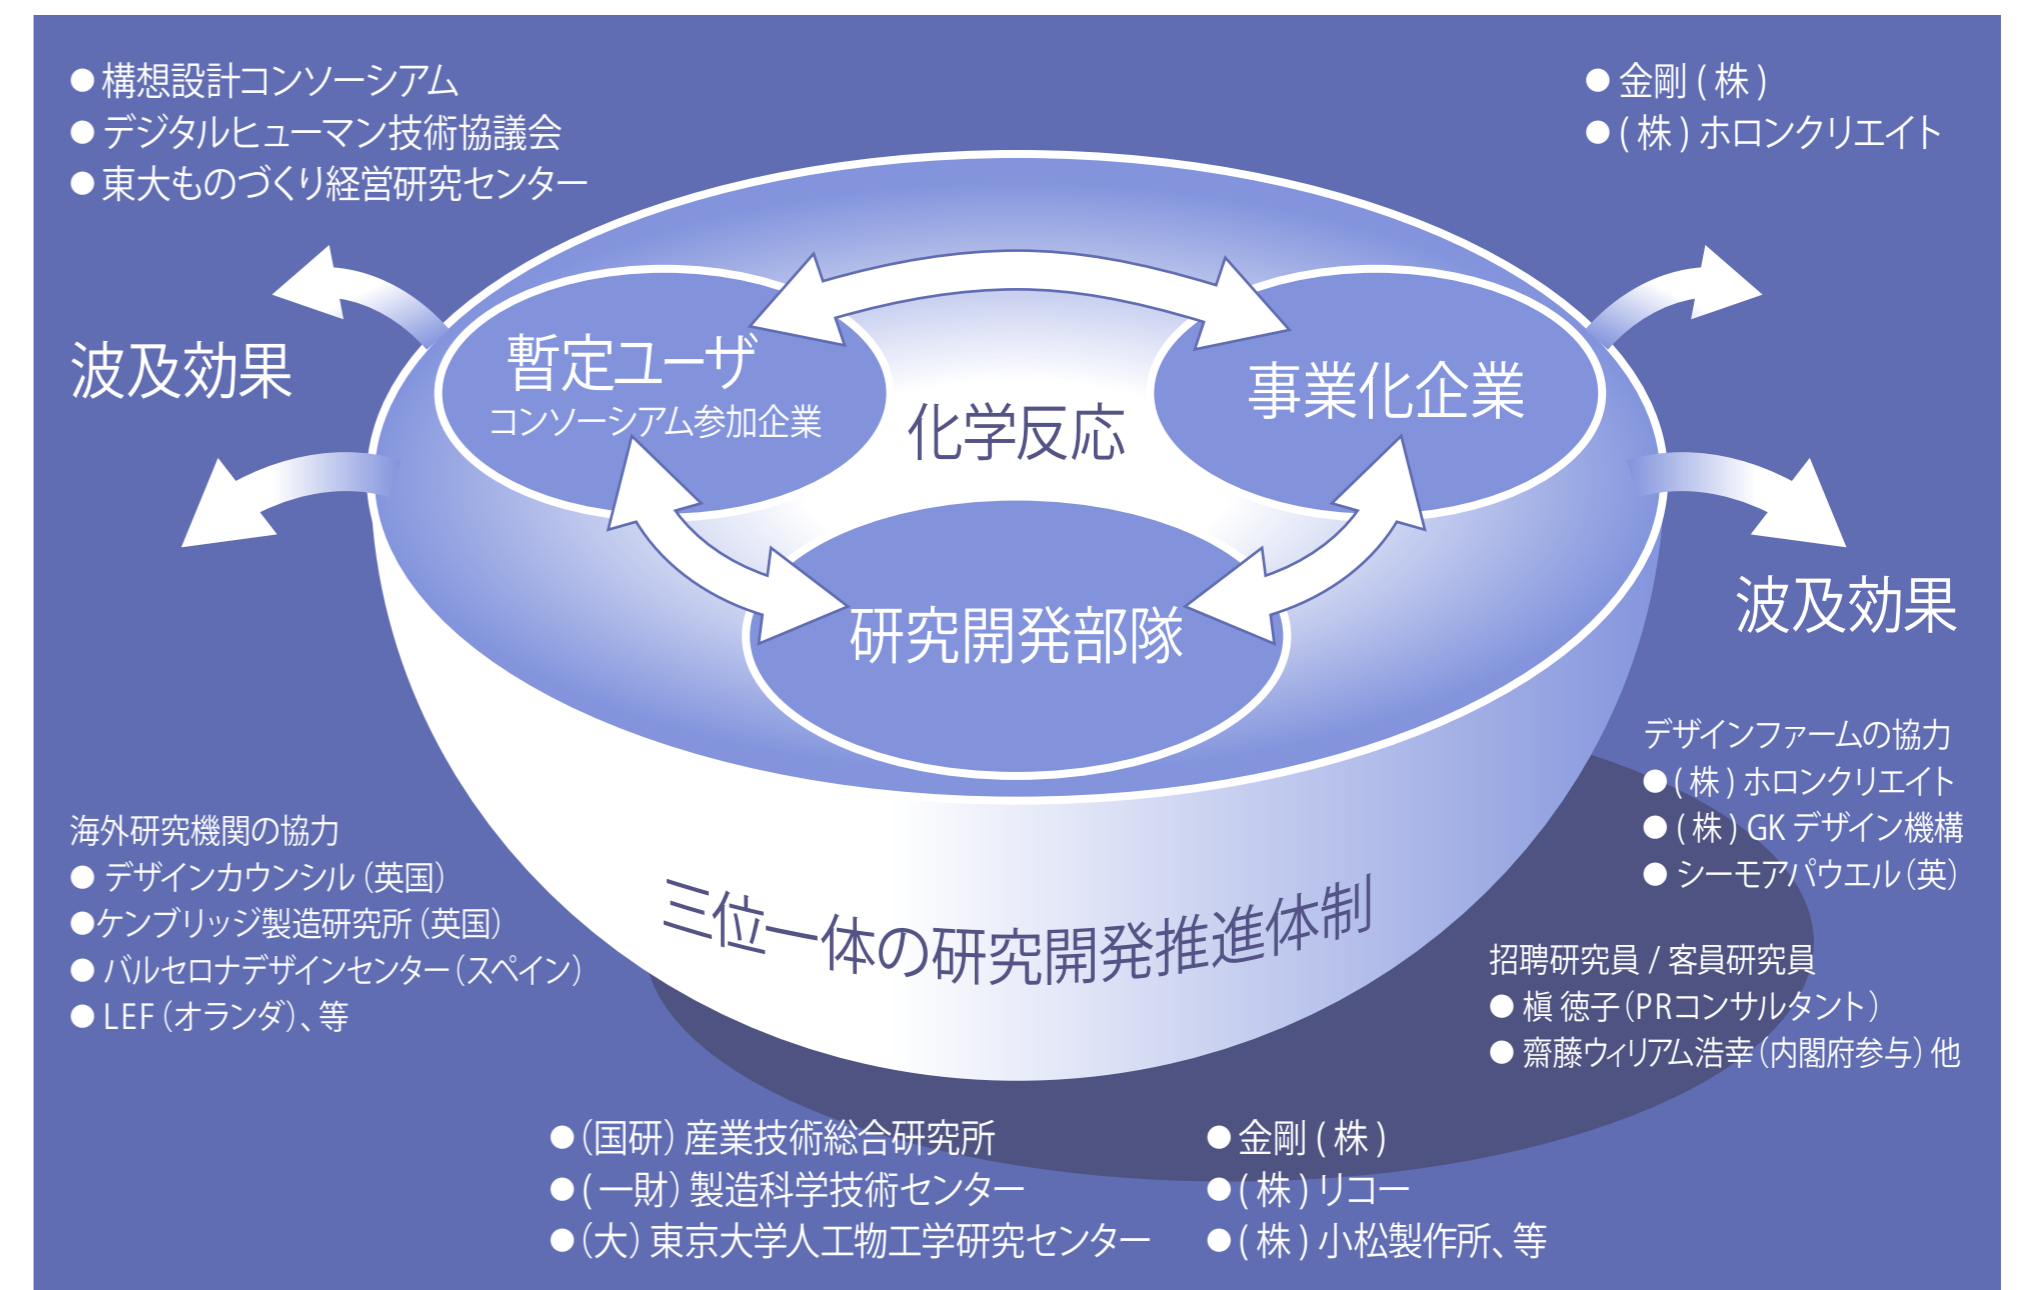 ●構想設計コンソーシアム
●デジタルヒューマン技術協議会
●東大ものづくり経営研究センター
●金剛(株)
●(株)ホロンクリエイト
波及効果
暫定ユーザ
コンソーシアム参加企業
化学反応
事業化企業
研究開発部隊
波及効果
三位一体の研究開発推進体制
海外研究機関の協力
●デザインカウンシル(英国)
●ケンブリッジ製造研究所(英国)
●バルセロナデザインセンター(スペイン)
●LEF(オランダ)、等
デザインファームの協力
●(株)ホロンクリエイト
●(株)GKデザイン機構
●シーモアパウエル(英)
招聘研究員 / 客員研究員
●槇 徳子(PRコンサルタント)
●齋藤ウィリアム浩幸(内閣府参与)他
●(国研)産業技術総合研究所
●(一財)製造科学技術センター
●(大)東京大学人工物工学研究センター
●金剛(株)
●(株)リコー
●(株)小松製作所、等